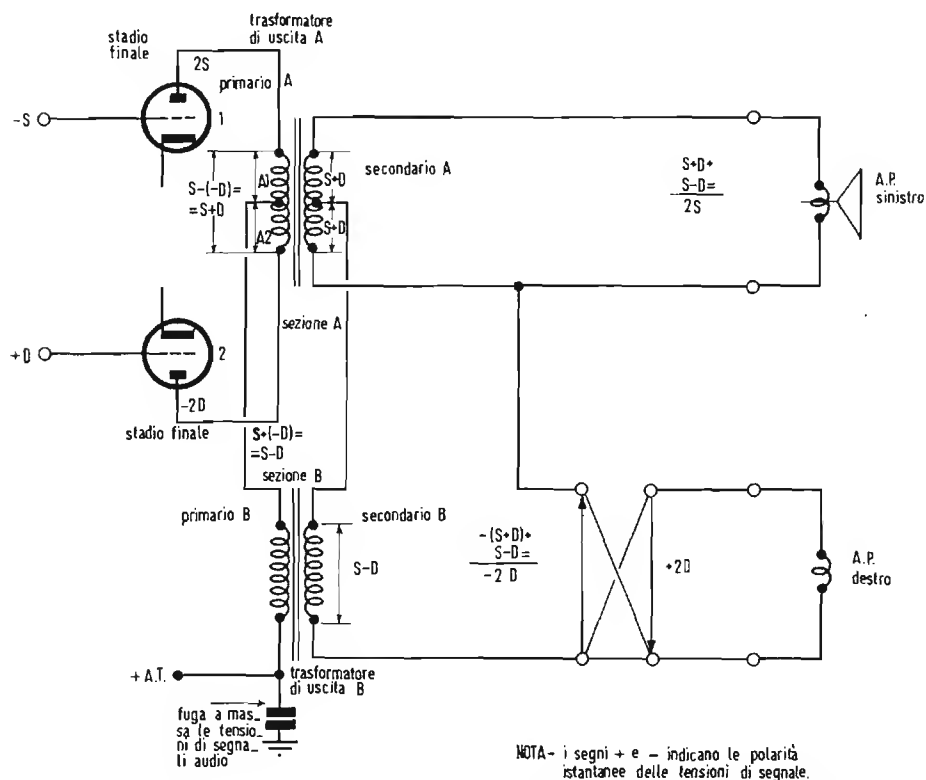 trasformatore
di uscita A
stadio
finale
2S
primario A
-S
1
S-(-D)=
=S+D
A1
A2
S+D
S+D
secondario A
S+D+
S-D=
2S
A.P.
sinistro
sezione A
+D
2
-2D
stadio finale
S+(-D)=
=S-D
sezione B
primario B
secondario B
S-D
-(S+D)+
S-D=
-2D
+2D
A.P.
destro
+A.T.
trasformatore
di uscita B
fuga a mas_
sa le tensio_
ni di segna_
li audio
NOTA- i segni + e - indicano le polarità
istantanee delle tensioni di segnale.